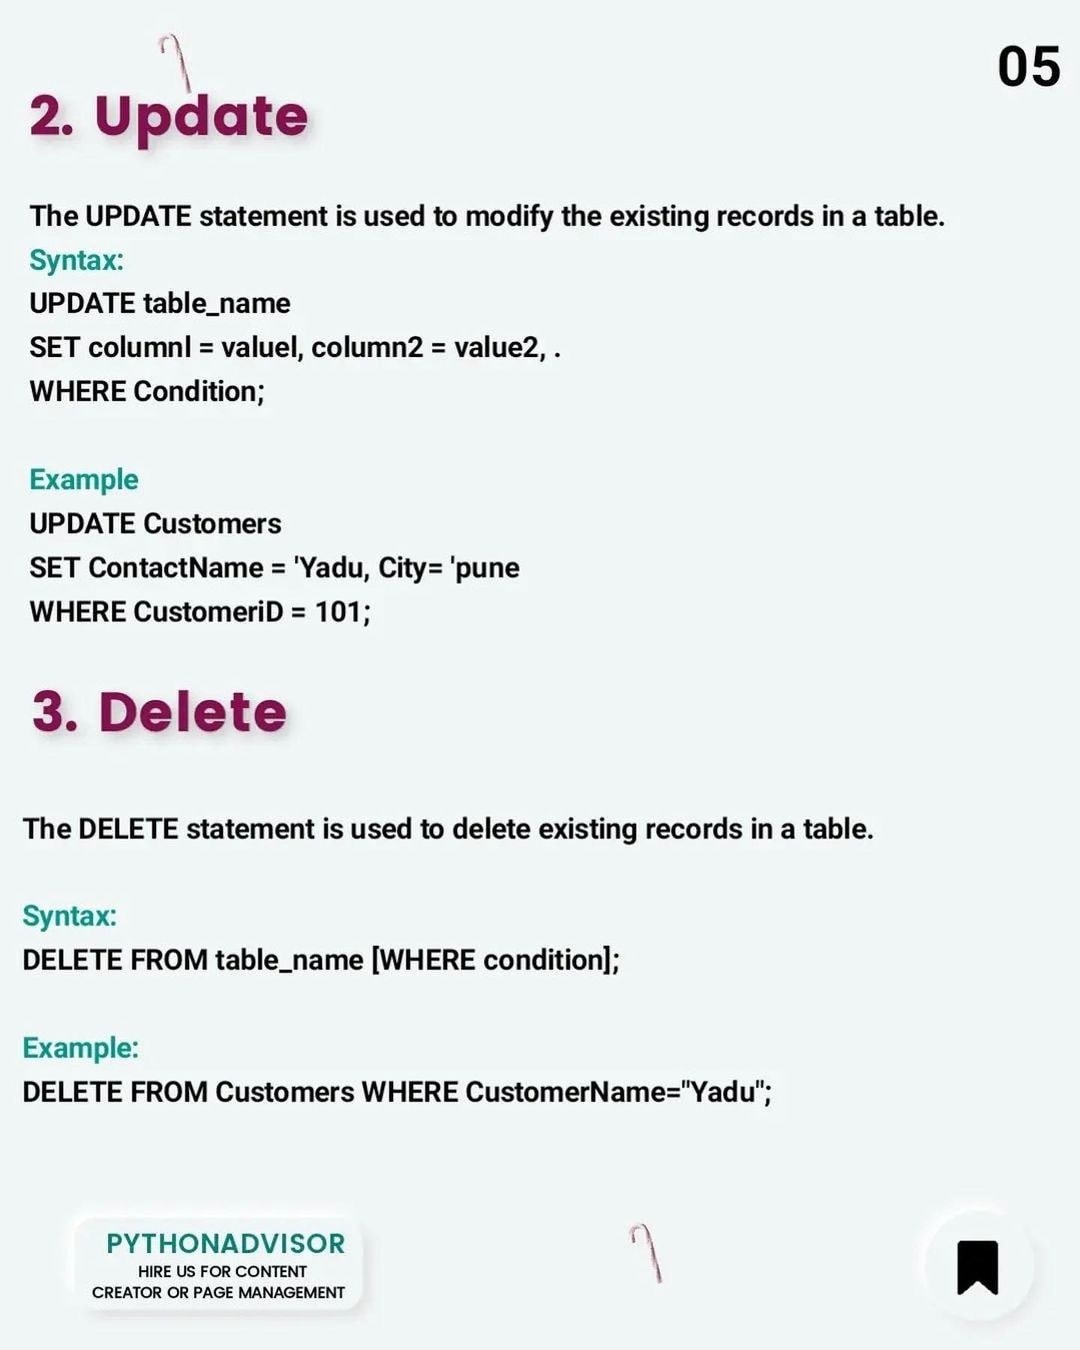 05
2. Update
The UPDATE statement is used to modify the existing records in a table.
Syntax:
UPDATE table_name
SET columnl = valuel, column2 = value2, .
WHERE Condition;
Example
UPDATE Customers
SET ContactName = 'Yadu, City= 'pune
WHERE CustomeriD = 101;
3. Delete
The DELETE statement is used to delete existing records in a table.
Syntax:
DELETE FROM table_name [WHERE condition];
Example:
DELETE FROM Customers WHERE CustomerName="Yadu";
PYTHONADVISOR
HIRE US FOR CONTENT
CREATOR OR PAGE MANAGEMENT